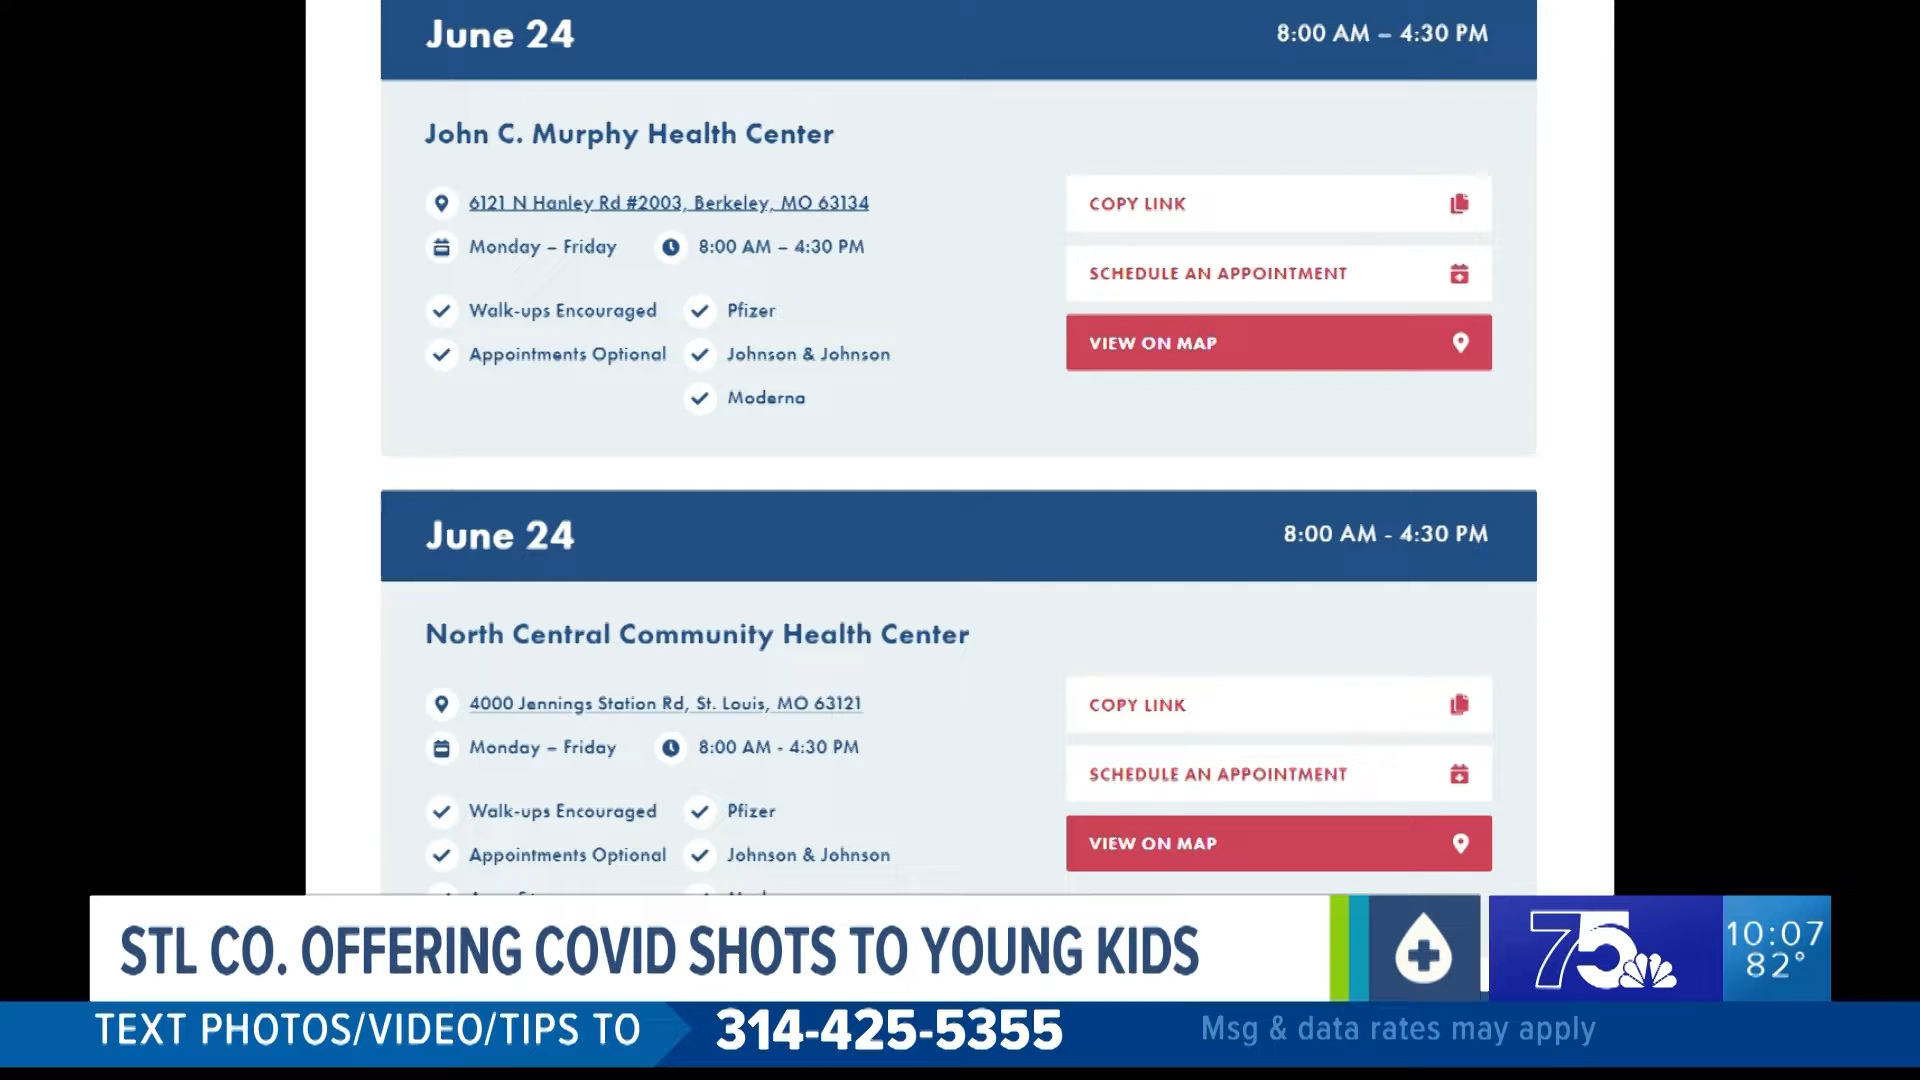 June 24
8:00 AM – 4:30 PM
John C. Murphy Health Center
6121 N Hanley Rd #2003, Berkeley, MO 63134
COPY LINK
Monday – Friday
8:00 AM – 4:30 PM
SCHEDULE AN APPOINTMENT
Walk-ups Encouraged
Pfizer
VIEW ON MAP
Appointments Optional
Johnson & Johnson
Moderna
June 24
8:00 AM - 4:30 PM
North Central Community Health Center
4000 Jennings Station Rd, St. Louis, MO 63121
COPY LINK
Monday – Friday
8:00 AM - 4:30 PM
SCHEDULE AN APPOINTMENT
Walk-ups Encouraged
Pfizer
VIEW ON MAP
Appointments Optional
Johnson & Johnson
STL CO. OFFERING COVID SHOTS TO YOUNG KIDS
75
10:07
82°
TEXT PHOTOS/VIDEO/TIPS TO
314-425-5355
Msg & data rates may apply